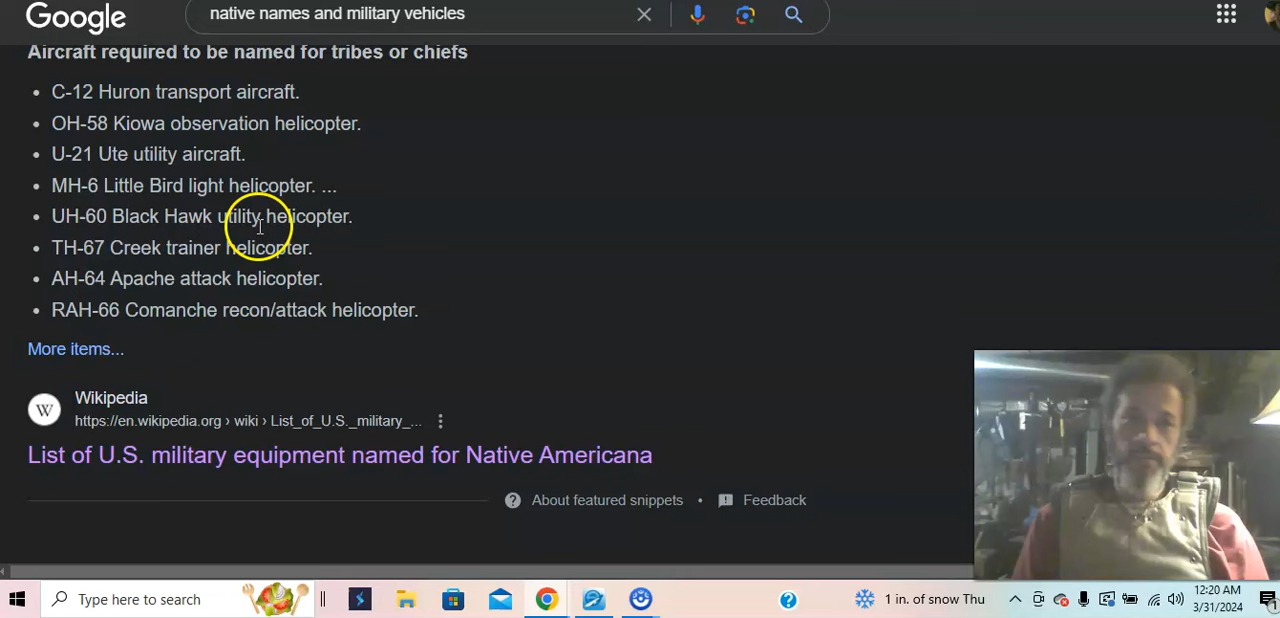 Google
native names and military vehicles
Aircraft required to be named for tribes or chiefs
• C-12 Huron transport aircraft.
• OH-58 Kiowa observation helicopter.
• U-21 Ute utility aircraft.
• MH-6 Little Bird light helicopter. ...
• UH-60 Black Hawk utility helicopter.
• TH-67 Creek trainer helicopter.
• AH-64 Apache attack helicopter.
• RAH-66 Comanche recon/attack helicopter.
More items...
W
Wikipedia
https://en.wikipedia.org › wiki › List_of_U.S._military_...
List of U.S. military equipment named for Native Americana
About featured snippets • Feedback
Type here to search
1 in. of snow Thu
12:20 AM
3/31/2024